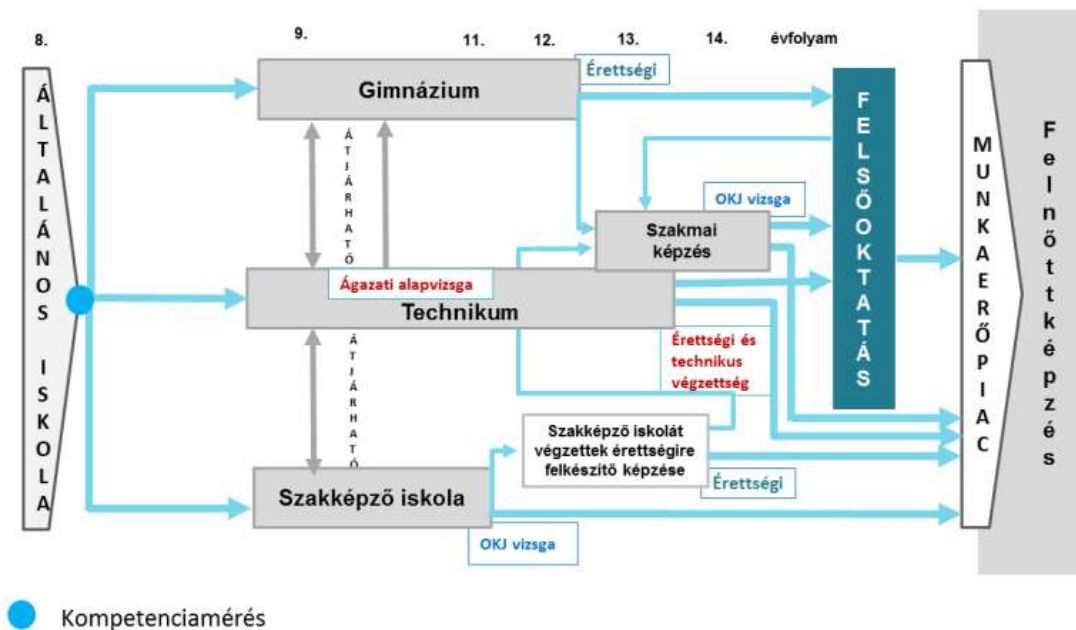 8. 9. 11. 12. 13. 14. évfolyam
ÁLTALÁNOS ISKOLA
Gimnázium
Érettségi
ÁTJÁRHATÓ
Szakmai
képzés
OKJ vizsga
Ágazati alapvizsga
Technikum
Érettségi és
technikus
végzettség
ÁTJÁRHATÓ
Szakképző iskolát
végzettek érettségire
felkészítő képzése
Érettségi
Szakképző iskola
OKJ vizsga
FELSŐOKTATÁS
MUNKAERŐPIAC
Felnőttképzés
Kompetenciamérés